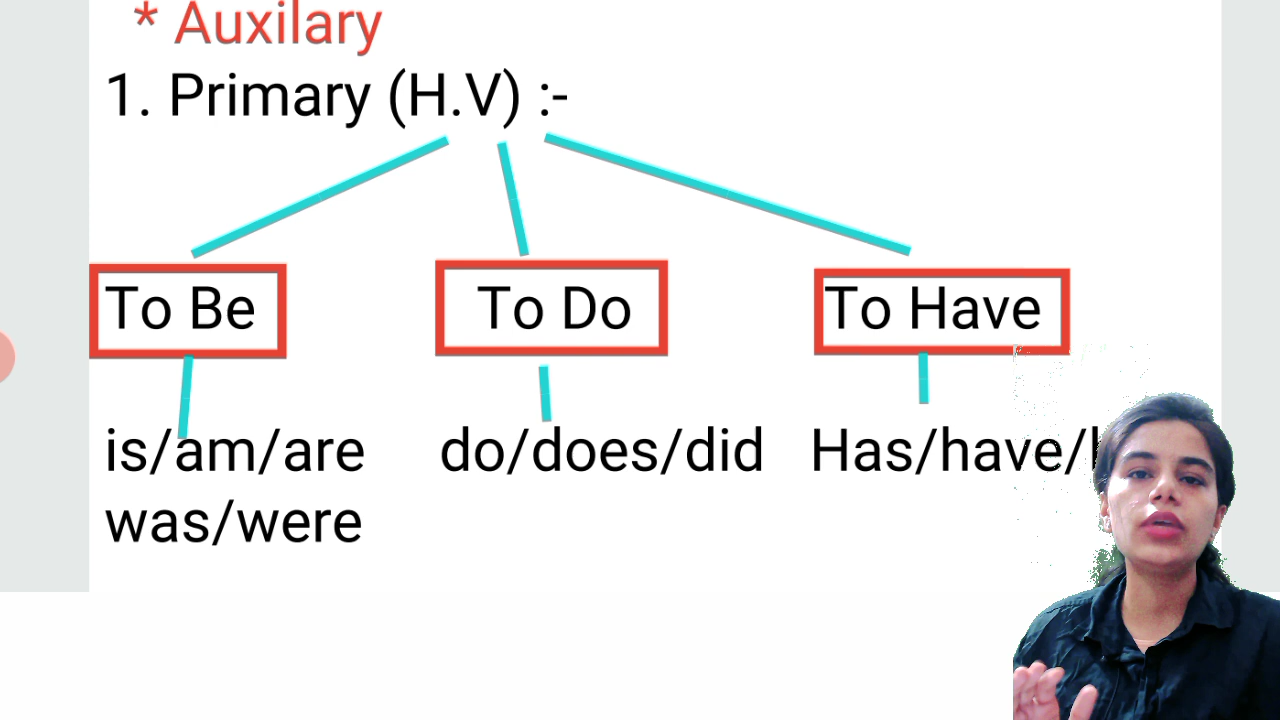 * Auxilary
1. Primary (H.V) :-
To Be To Do To Have
is/am/are do/does/did Has/have/
was/were